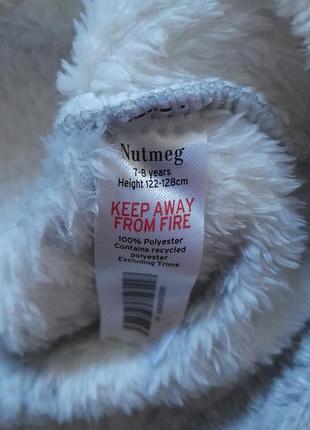 Nutmeg
7-8 years
Height 122-128cm
KEEP AWAY
FROM FIRE
100% Polyester
Contains recycled
polyester
Excluding Trims